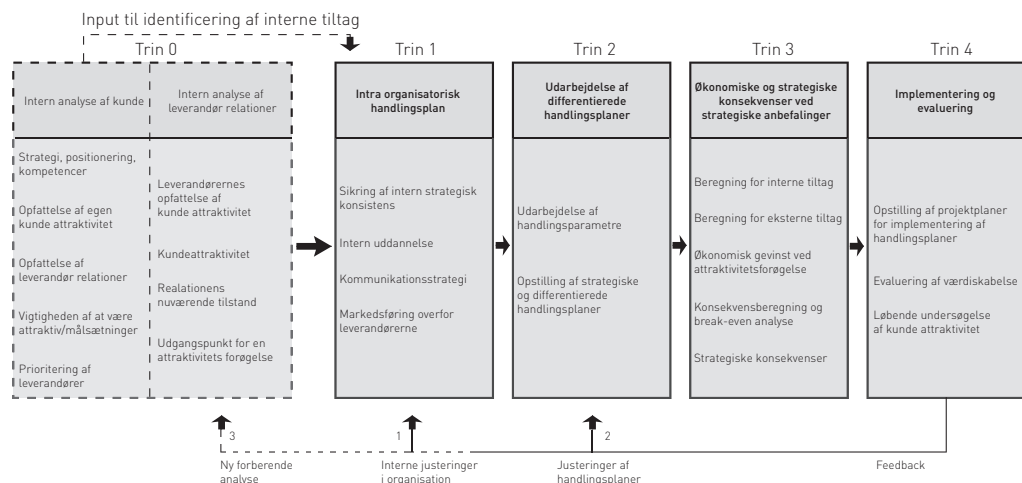 Input til identificering af interne tiltag
Trin 0
Intern analyse af kunde
Intern analyse af
leverandør relationer
Strategi, positionering,
kompetencer
Opfattelse af egen
kunde attraktivitet
Opfattelse af
leverandør relationer
Vigtigheden af at være
attraktiv/målsætninger
Prioritering af
leverandører
Leverandørernes
opfattelse af
kunde attraktivitet
Kundeattraktivitet
Realationens
nuværende tilstand
Udgangspunkt for en
attraktivitets forøgelse
Trin 1
Intra organisatorisk
handlingsplan
Sikring af intern strategisk
konsistens
Intern uddannelse
Kommunikationsstrategi
Markedsføring overfor
leverandørerne
Trin 2
Udarbejdelse af
differentierede
handlingsplaner
Udarbejdelse af
handlingsparametre
Opstilling af strategiske
og differentierede
handlingsplaner
Trin 3
Økonomiske og strategiske
konsekvenser ved
strategiske anbefalinger
Beregning for interne tiltag
Beregning for eksterne tiltag
Økonomisk gevinst ved
attraktivitetsforøgelse
Konsekvensberegning og
break-even analyse
Strategiske konsekvenser
Trin 4
Implementering og
evaluering
Opstilling af projektplaner
for implementering af
handlingsplaner
Evaluering af værdiskabelse
Løbende undersøgelse
af kunde attraktivitet
3
Ny forberende
analyse
1
Interne justeringer
i organisation
2
Justeringer af
handlingsplaner
Feedback